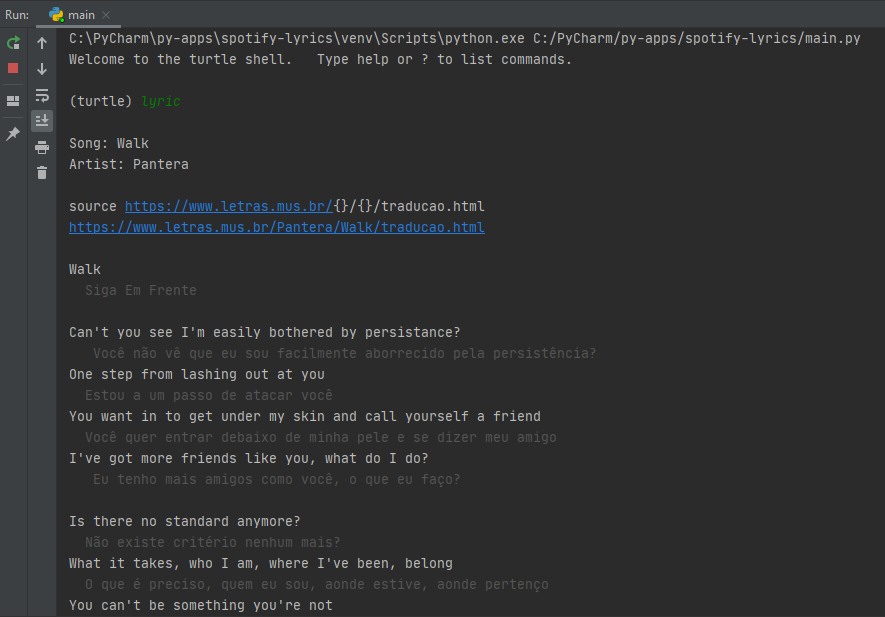 Run: main
C:\PyCharm\py-apps\spotify-lyrics\venv\Scripts\python.exe C:/PyCharm/py-apps/spotify-lyrics/main.py
Welcome to the turtle shell.   Type help or ? to list commands.
(turtle) lyric
Song: Walk
Artist: Pantera
source https://www.letras.mus.br/{}/{}/traducao.html
https://www.letras.mus.br/Pantera/Walk/traducao.html
Walk
Siga Em Frente
Can't you see I'm easily bothered by persistance?
Você não vê que eu sou facilmente aborrecido pela persistência?
One step from lashing out at you
Estou a um passo de atacar você
You want in to get under my skin and call yourself a friend
Você quer entrar debaixo de minha pele e se dizer meu amigo
I've got more friends like you, what do I do?
Eu tenho mais amigos como você, o que eu faço?
Is there no standard anymore?
Não existe critério nenhum mais?
What it takes, who I am, where I've been, belong
O que é preciso, quem eu sou, aonde estive, aonde pertenço
You can't be something you're not